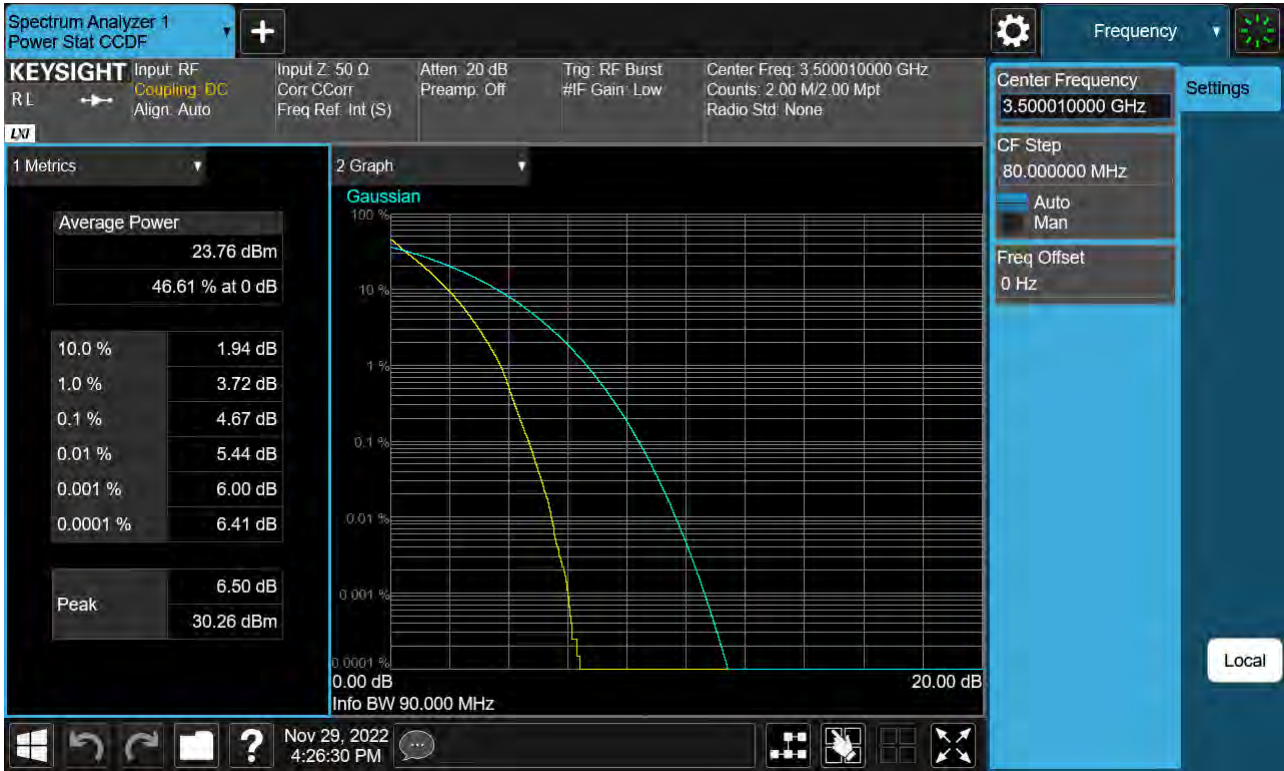 Spectrum Analyzer 1
Power Stat CCDF
+
Frequency
KEYSIGHT
RL
LXI
Input: RF
Coupling: DC
Align: Auto
Input Z: 50 Ω
Corr CCorr
Freq Ref: Int (S)
Atten: 20 dB
Preamp: Off
Trig: RF Burst
#IF Gain: Low
Center Freq: 3.500010000 GHz
Counts: 2.00 M/2.00 Mpt
Radio Std: None
Center Frequency
3.500010000 GHz
Settings
CF Step
80.000000 MHz
Auto
Man
Freq Offset
0 Hz
1 Metrics
Average Power
23.76 dBm
46.61 % at 0 dB
10.0 % 1.94 dB
1.0 % 3.72 dB
0.1 % 4.67 dB
0.01 % 5.44 dB
0.001 % 6.00 dB
0.0001 % 6.41 dB
Peak
6.50 dB
30.26 dBm
2 Graph
Gaussian
100 %
10 %
1 %
0.1 %
0.01 %
0.001 %
0.0001 %
0.00 dB 20.00 dB
Info BW 90.000 MHz
Local
?
Nov 29, 2022
4:26:30 PM